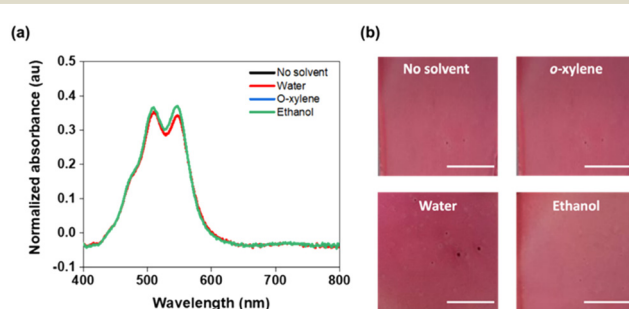 (a)
0.5
0.4
0.3
0.2
0.1
0.0
-0.1
Normalized absorbance (au)
No solvent
Water
O-xylene
Ethanol
400
500
600
700
800
Wavelength (nm)
(b)
No solvent
o-xylene
Water
Ethanol